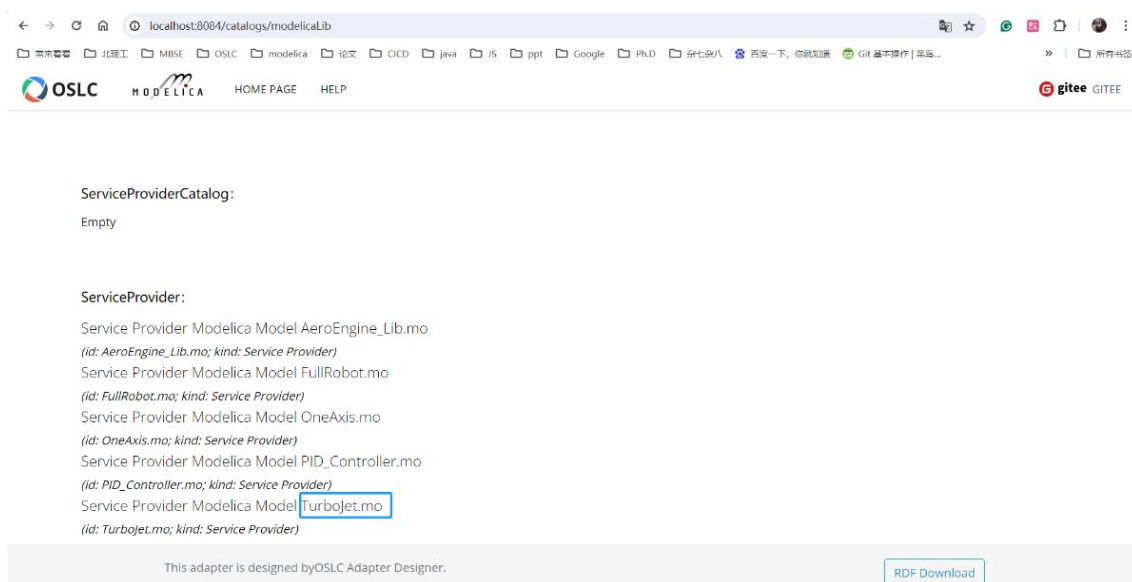 localhost:8084/catalogs/modelicaLib
常来看看 北理工 MBSE OSLC modelica 论文 CICD java JS ppt Google Ph.D 杂七杂八 百度一下，你就知道 Git 基本操作 | 菜鸟... » 所有书签
OSLC MODELICA HOME PAGE HELP gitee GITEE
ServiceProviderCatalog:
Empty
ServiceProvider:
Service Provider Modelica Model AeroEngine_Lib.mo
(id: AeroEngine_Lib.mo; kind: Service Provider)
Service Provider Modelica Model FullRobot.mo
(id: FullRobot.mo; kind: Service Provider)
Service Provider Modelica Model OneAxis.mo
(id: OneAxis.mo; kind: Service Provider)
Service Provider Modelica Model PID_Controller.mo
(id: PID_Controller.mo; kind: Service Provider)
Service Provider Modelica Model TurboJet.mo
(id: TurboJet.mo; kind: Service Provider)
This adapter is designed byOSLC Adapter Designer.
RDF Download